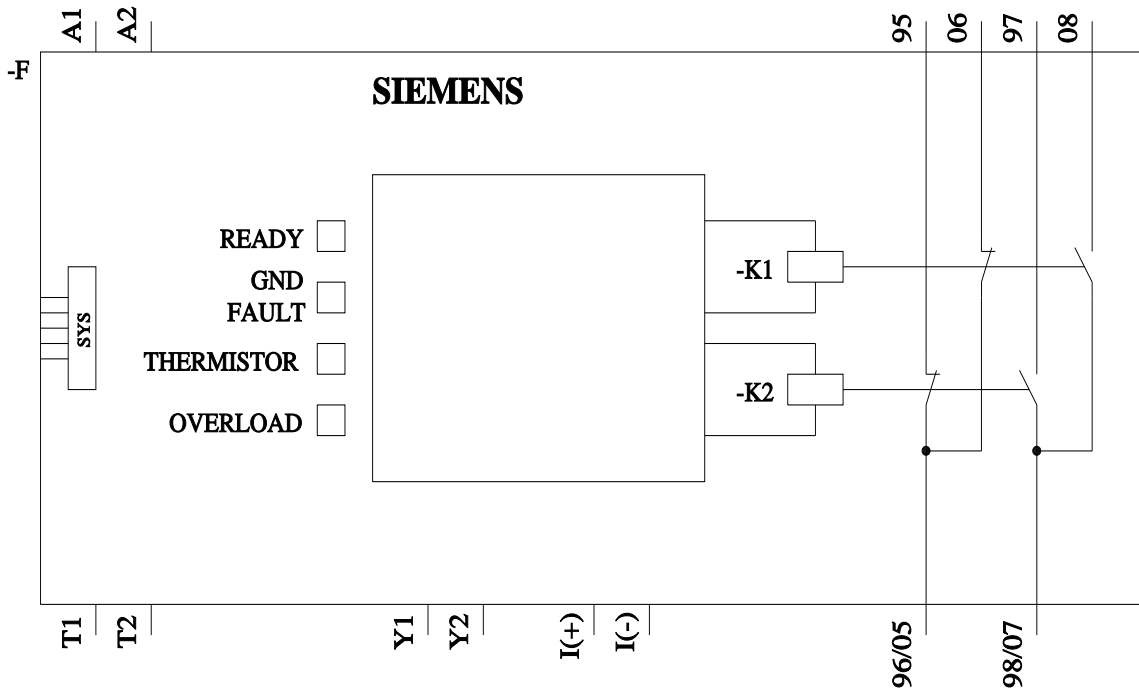 A1
A2
95
06
97
08
-F
SIEMENS
READY
GND
FAULT
THERMISTOR
OVERLOAD
SYS
-K1
-K2
T1
T2
Y1
Y2
I(+)
I(-)
96/05
98/07